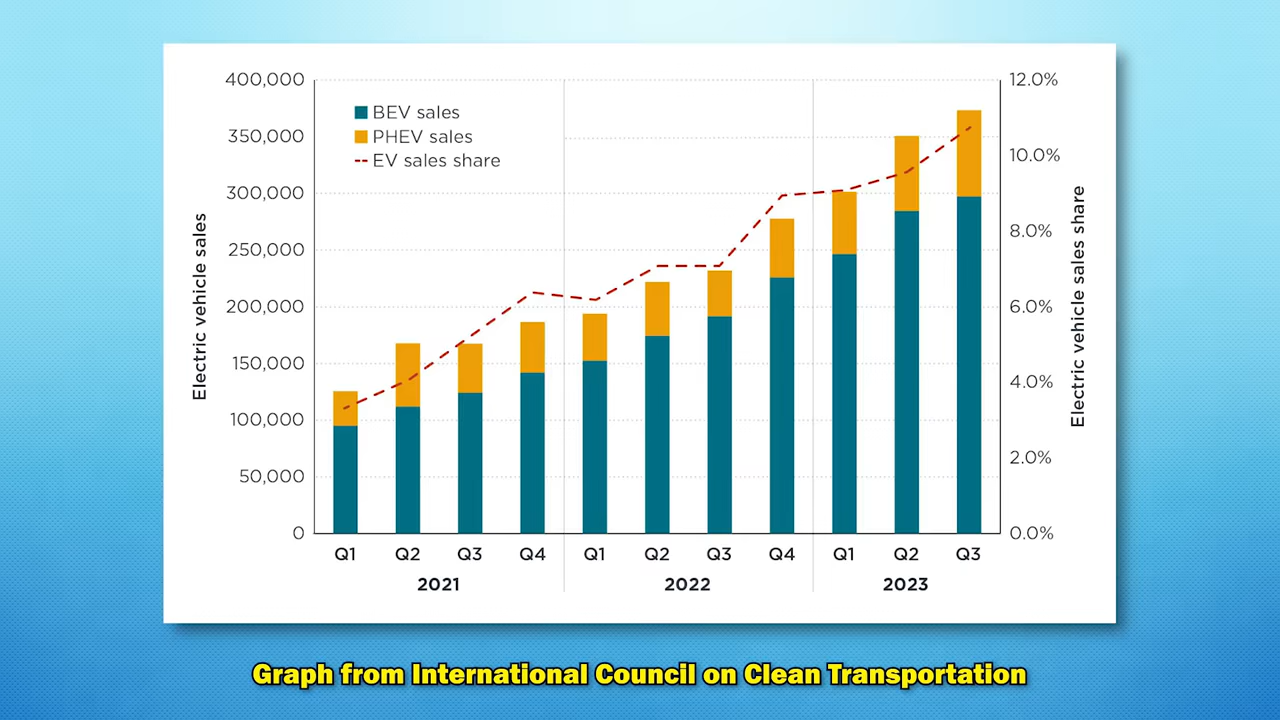 400,000
350,000
300,000
250,000
200,000
150,000
100,000
50,000
0
Electric vehicle sales
BEV sales
PHEV sales
EV sales share
12.0%
10.0%
8.0%
6.0%
4.0%
2.0%
0.0%
Electric vehicle sales share
Q1 Q2 Q3 Q4 Q1 Q2 Q3 Q4 Q1 Q2 Q3
2021 2022 2023
Graph from International Council on Clean Transportation